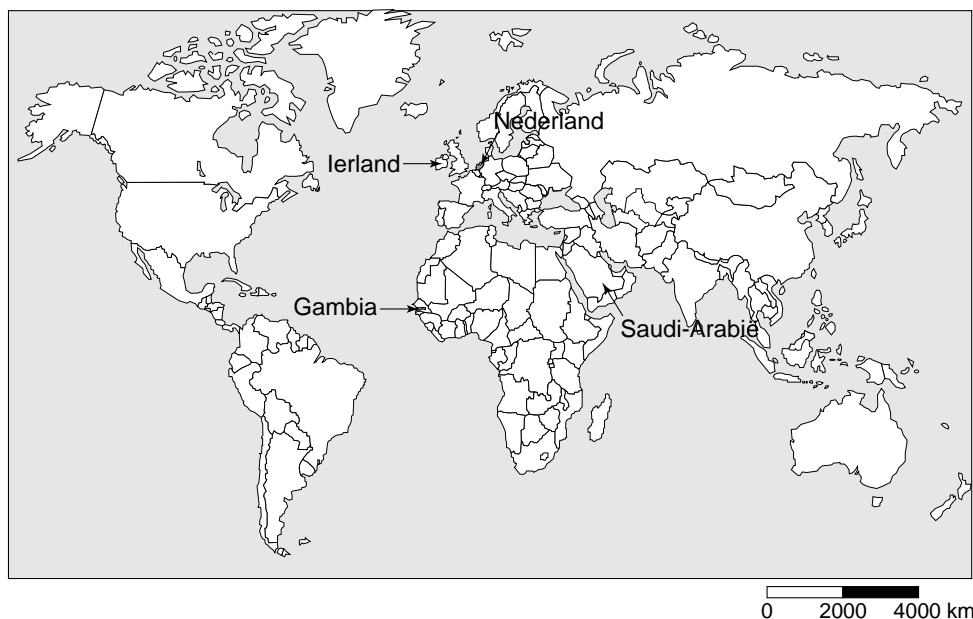 Nederland
Ierland
Gambia
Saudi-Arabië
0 2000 4000 km